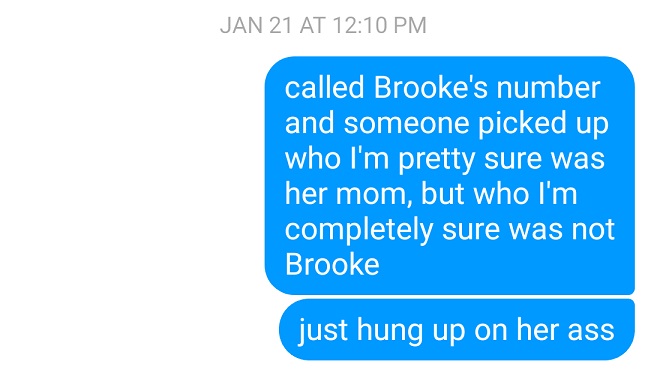 JAN 21 AT 12:10 PM
called Brooke's number
and someone picked up
who I'm pretty sure was
her mom, but who I'm
completely sure was not
Brooke
just hung up on her ass